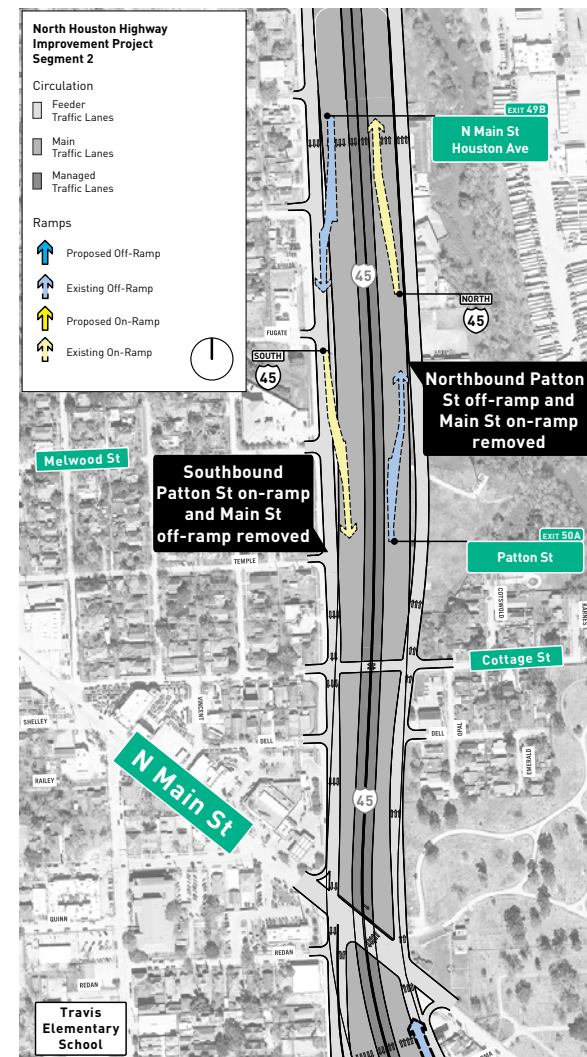 North Houston Highway
Improvement Project
Segment 2
Circulation
Feeder
Traffic Lanes
Main
Traffic Lanes
Managed
Traffic Lanes
Ramps
Proposed Off-Ramp
Existing Off-Ramp
Proposed On-Ramp
Existing On-Ramp
EXIT 49B
N Main St
Houston Ave
45
NORTH
45
FUGATE
SOUTH
45
Northbound Patton
St off-ramp and
Main St on-ramp
removed
Melwood St
Southbound
Patton St on-ramp
and Main St
off-ramp removed
EXIT 50A
Patton St
TEMPLE
COTSWOLD
KARNES
Cottage St
VINCENT
SHELLEY
DELL
DELL
OPAL
EMERALD
N Main St
RAILEY
45
QUINN
REDAN
REDAN
Travis
Elementary
School